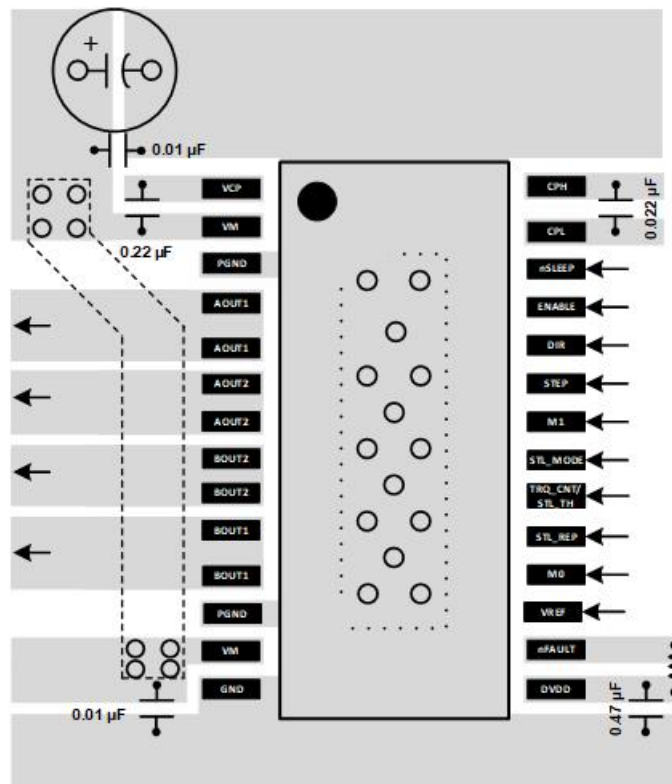 +
0.01 µF
VCP
VM
0.22 µF
PGND
AOUT1
AOUT1
AOUT2
AOUT2
BOUT2
BOUT2
BOUT1
BOUT1
PGND
VM
GND
0.01 µF
CPH
0.022 µF
CPL
nSLEEP
ENABLE
DIR
STEP
M1
STL_MODE
TRQ_CNT/
STL_TH
STL_REP
M0
VREF
nFAULT
DVDD
0.47 µF